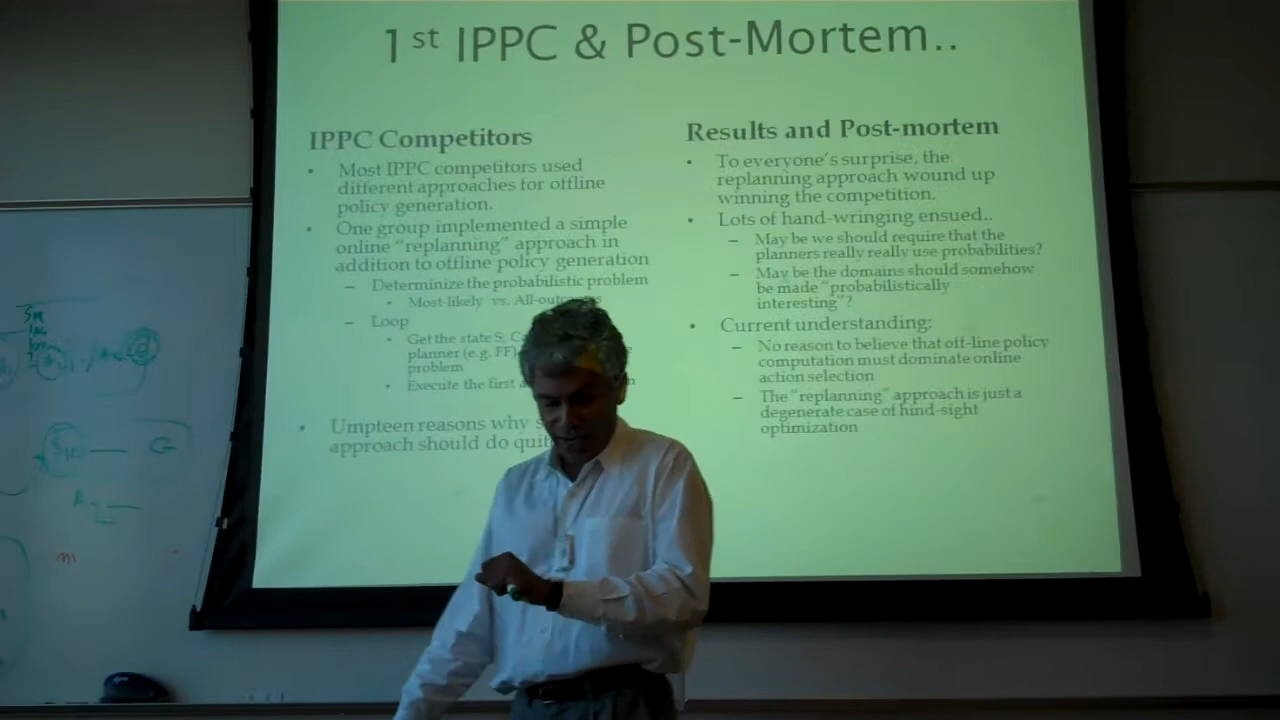 1st IPPC & Post-Mortem..
IPPC Competitors
• Most IPPC competitors used
different approaches for offline
policy generation.
• One group implemented a simple
online “replanning” approach in
addition to offline policy generation
– Determinize the probabilistic problem
• Most-likely vs. All-outcomes
– Loop
• Get the state S; C
planner (e.g. FF)
problem
• Execute the first
• Umpteen reasons why
approach should do quit
Results and Post-mortem
• To everyone’s surprise, the
replanning approach wound up
winning the competition.
• Lots of hand-wringing ensued..
– May be we should require that the
planners really really use probabilities?
– May be the domains should somehow
be made “probabilistically
interesting”?
• Current understanding:
– No reason to believe that off-line policy
computation must dominate online
action selection
– The “replanning” approach is just a
degenerate case of hind-sight
optimization
G
m